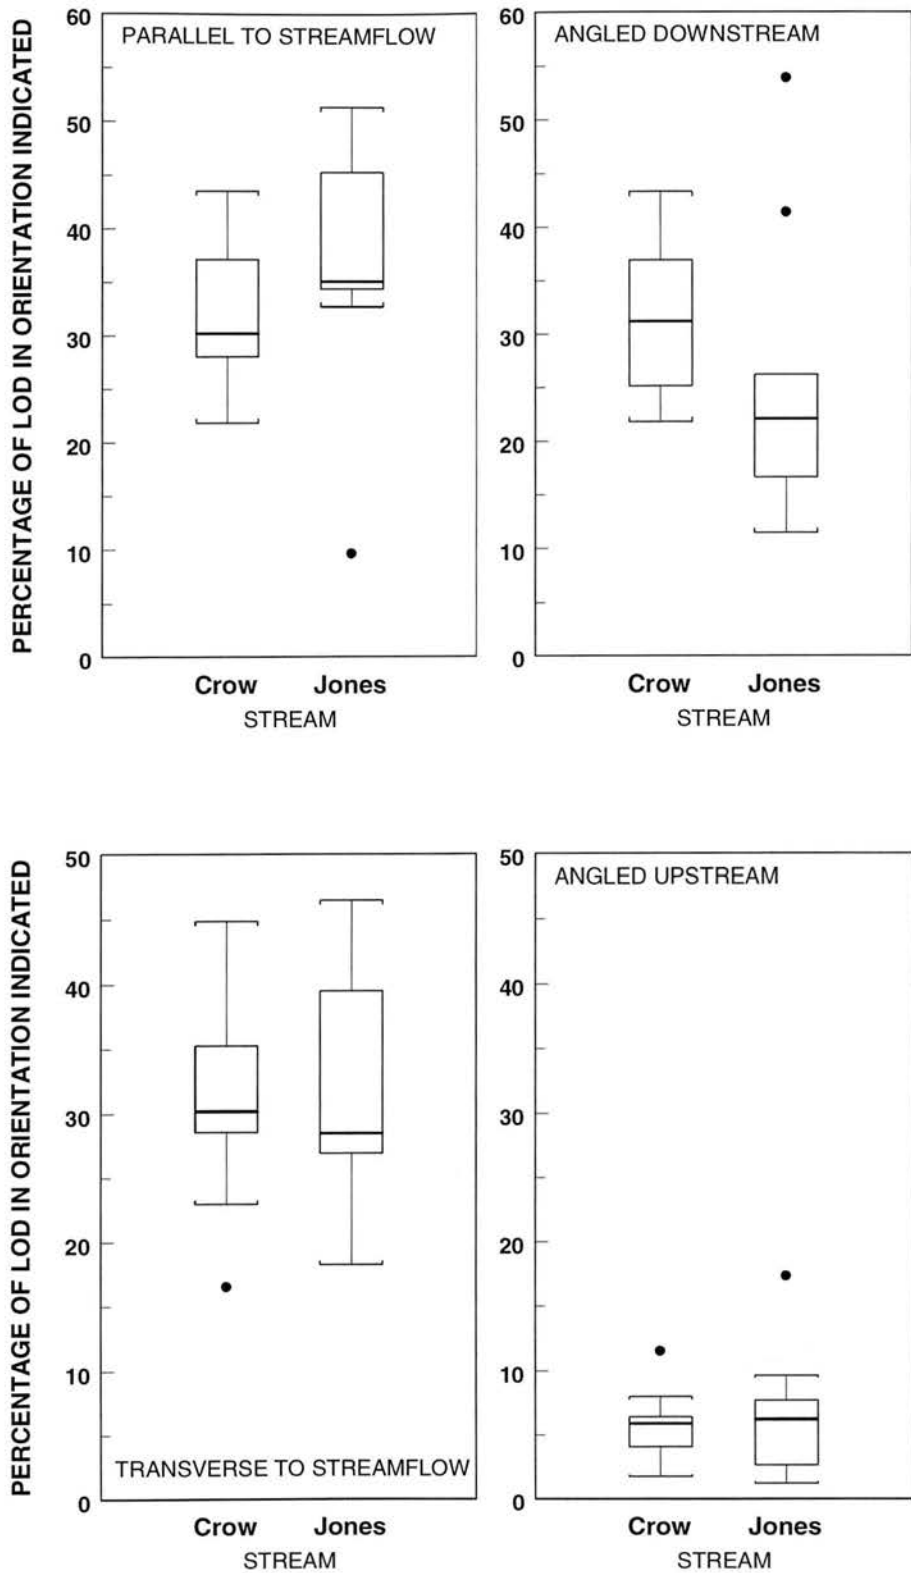 PERCENTAGE OF LOD IN ORIENTATION INDICATED
60
50
40
30
20
10
0
PARALLEL TO STREAMFLOW
Crow Jones
STREAM
60
50
40
30
20
10
0
ANGLED DOWNSTREAM
Crow Jones
STREAM
PERCENTAGE OF LOD IN ORIENTATION INDICATED
50
40
30
20
10
0
TRANSVERSE TO STREAMFLOW
Crow Jones
STREAM
50
40
30
20
10
0
ANGLED UPSTREAM
Crow Jones
STREAM